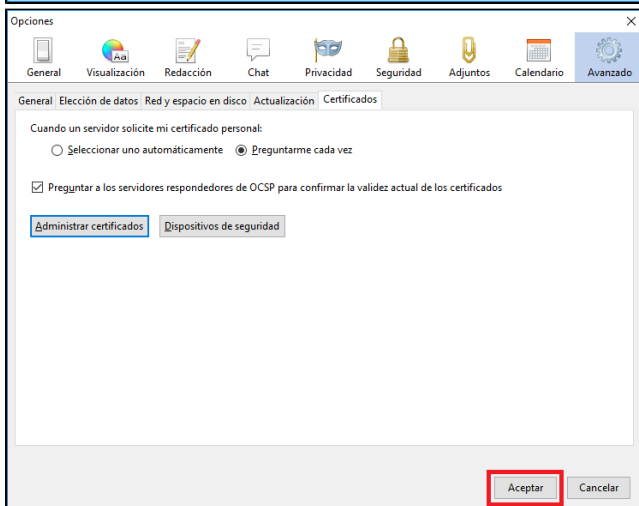 Opciones
General Visualización Redacción Chat Privacidad Seguridad Adjuntos Calendario Avanzado
General Elección de datos Red y espacio en disco Actualización Certificados
Cuando un servidor solicite mi certificado personal:
Seleccionar uno automáticamente Preguntarme cada vez
Preguntar a los servidores respondedores de OCSP para confirmar la validez actual de los certificados
Administrar certificados Dispositivos de seguridad
Aceptar Cancelar